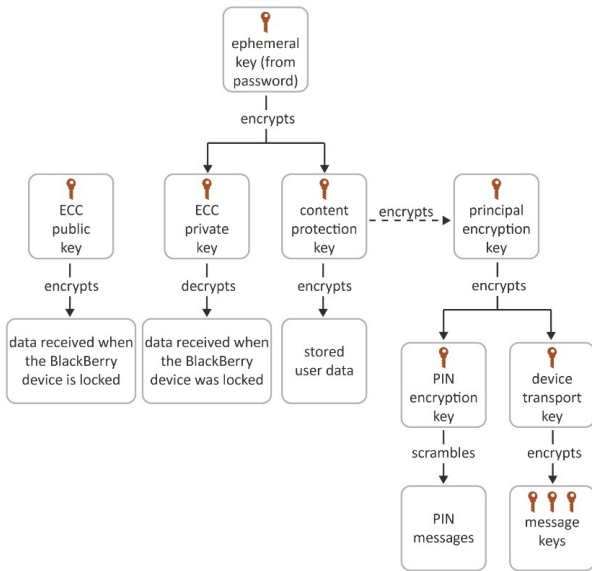 ephemeral
key (from
password)
encrypts
ECC
public
key
ECC
private
key
content
protection
key
encrypts
principal
encryption
key
encrypts
decrypts
encrypts
encrypts
data received when
the BlackBerry
device is locked
data received when
the BlackBerry
device was locked
stored
user data
PIN
encryption
key
device
transport
key
scrambles
encrypts
PIN
messages
message
keys